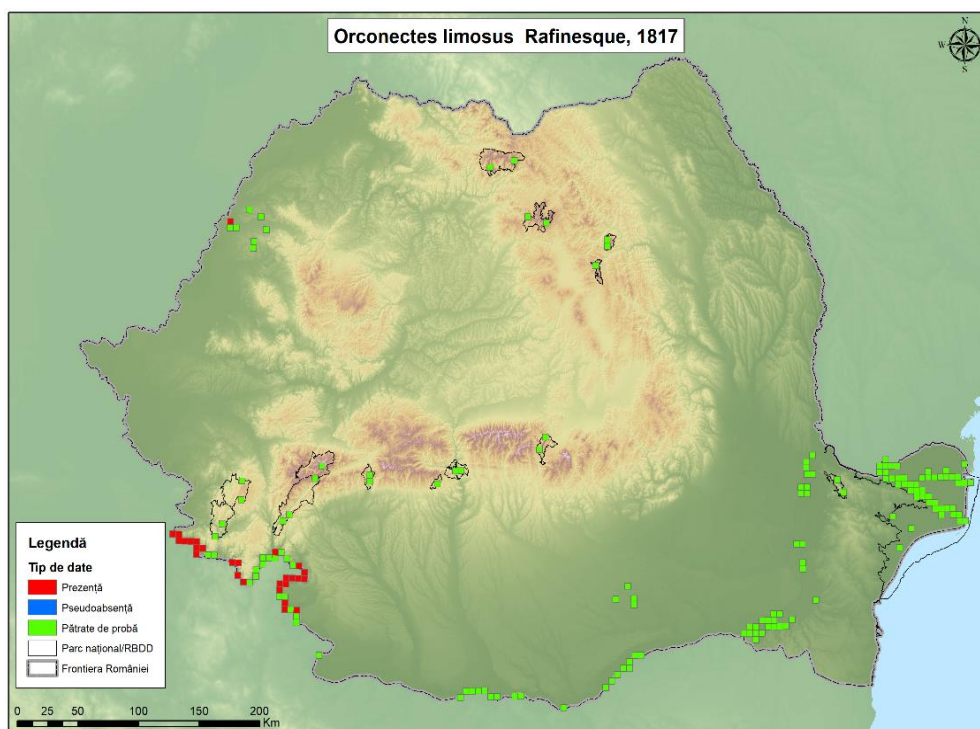 Orconectes limosus Rafinesque, 1817
N
W E
S
Legendă
Tip de date
Prezență
Pseudoabsență
Pătrate de probă
Parc național/RBDD
Frontiera României
0 25 50 100 150 200
Km